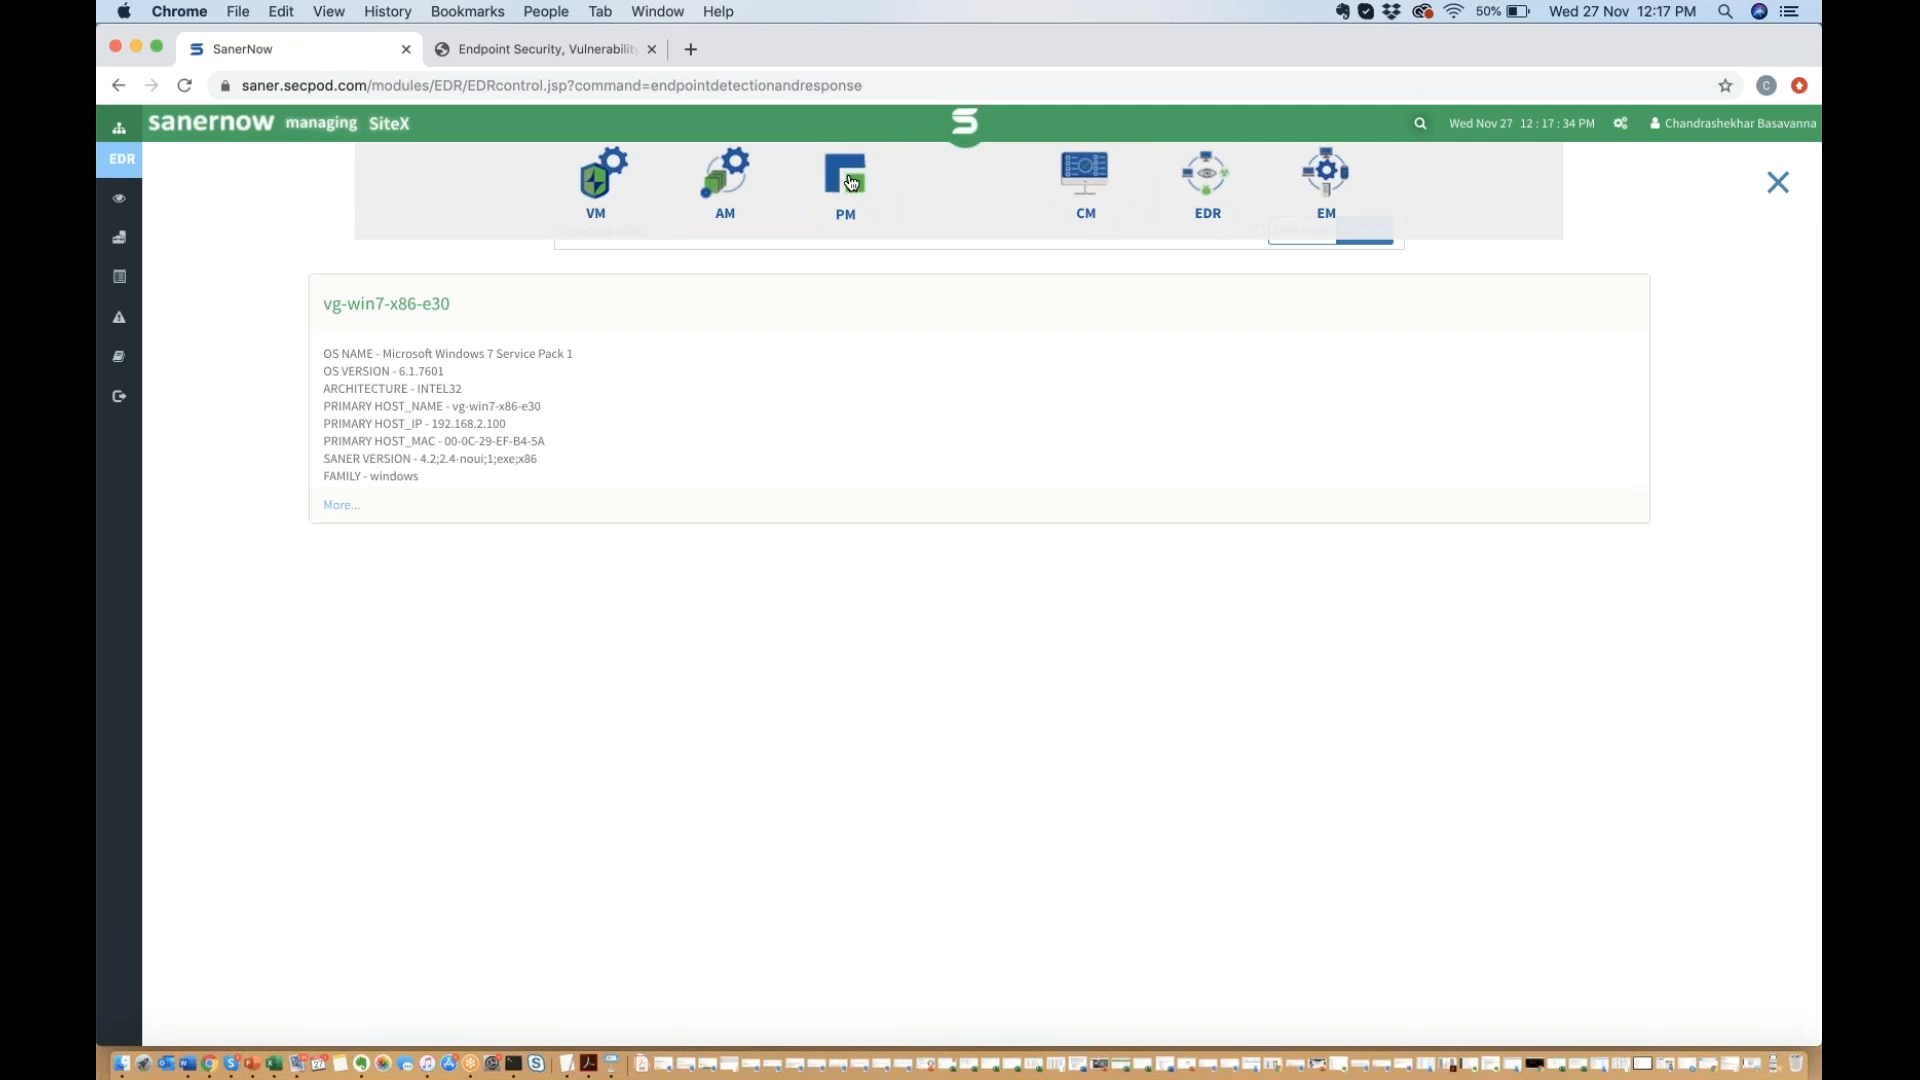 Chrome File Edit View History Bookmarks People Tab Window Help 50% Wed 27 Nov 12:17 PM
SanerNow Endpoint Security, Vulnerability
saner.secpod.com/modules/EDR/EDRcontrol.jsp?command=endpointdetectionandresponse C
sanernow managing SiteX Wed Nov 27 12 : 17 : 34 PM Chandrashekhar Basavanna
EDR
VM AM PM CM EDR EM
vg-win7-x86-e30
OS NAME - Microsoft Windows 7 Service Pack 1
OS VERSION - 6.1.7601
ARCHITECTURE - INTEL32
PRIMARY HOST_NAME - vg-win7-x86-e30
PRIMARY HOST_IP - 192.168.2.100
PRIMARY HOST_MAC - 00-0C-29-EF-B4-5A
SANER VERSION - 4.2;2.4-noui;1;exe;x86
FAMILY - windows
More...